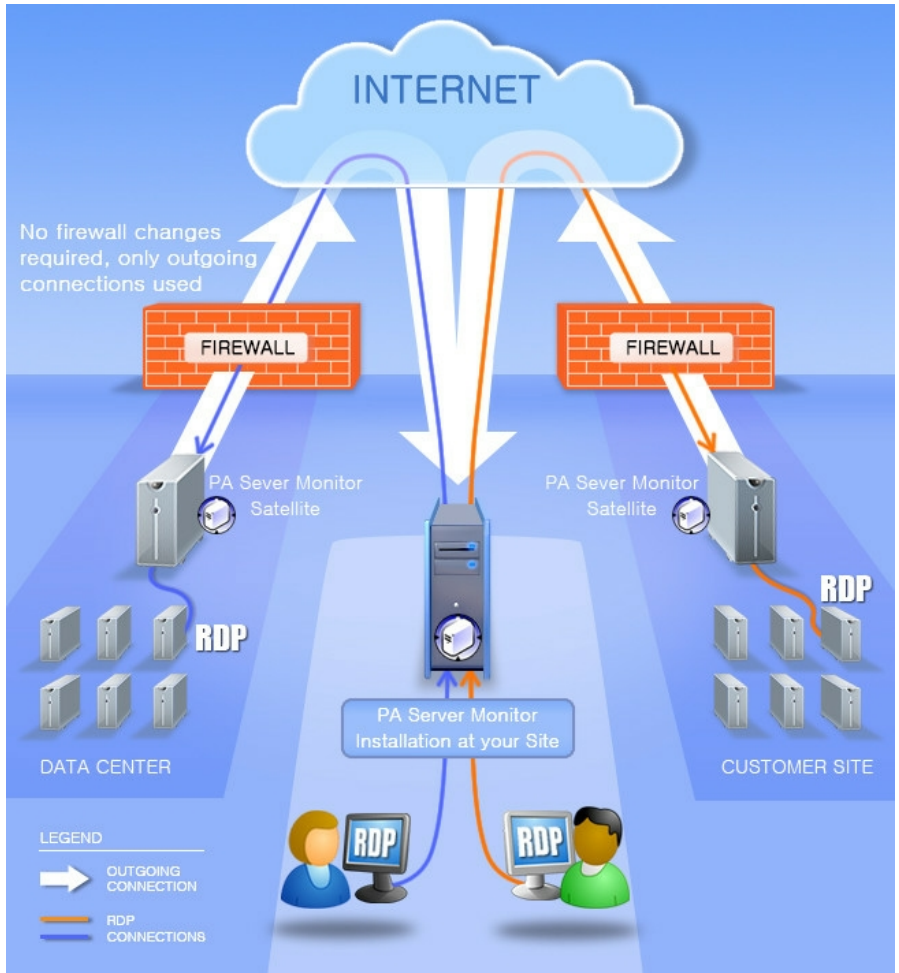 INTERNET
No firewall changes
required, only outgoing
connections used
FIREWALL
FIREWALL
PA Sever Monitor
Satellite
PA Sever Monitor
Satellite
RDP
RDP
PA Server Monitor
Installation at your Site
DATA CENTER
CUSTOMER SITE
RDP
RDP
LEGEND
OUTGOING
CONNECTION
RDP
CONNECTIONS